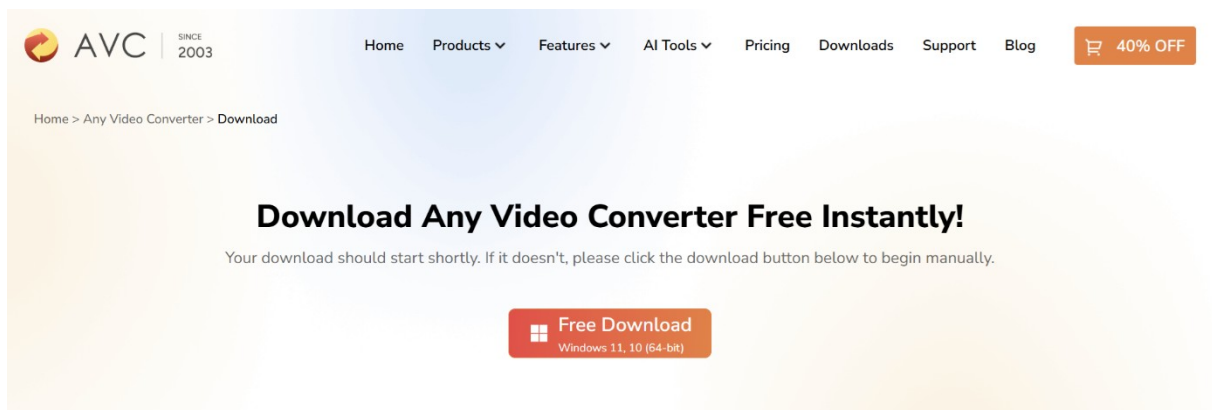 AVC SINCE 2003 Home Products Features AI Tools Pricing Downloads Support Blog 40% OFF
Home > Any Video Converter > Download
Download Any Video Converter Free Instantly!
Your download should start shortly. If it doesn't, please click the download button below to begin manually.
Free Download
Windows 11, 10 (64-bit)